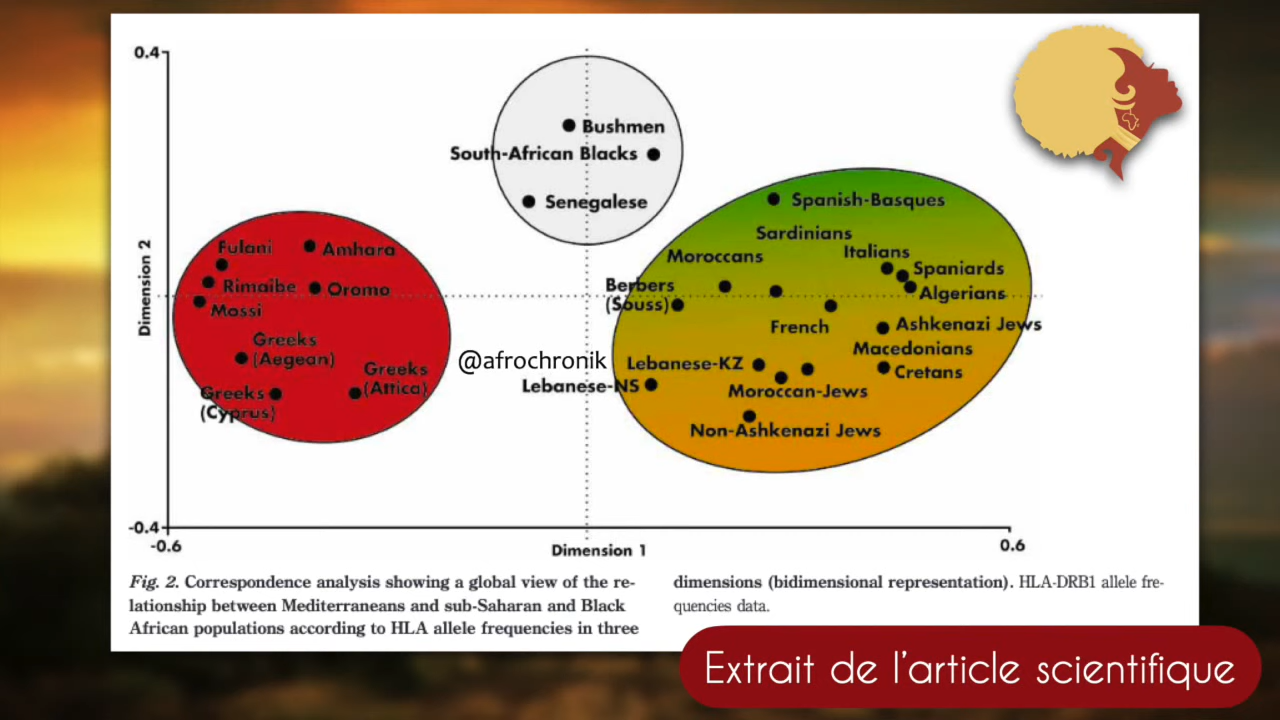 0.4
Bushmen
South-African Blacks
Senegalese
Spanish-Basques
Sardinians
Moroccans
Italians
Spaniards
Algerians
Berbers
(Souss)
French
Ashkenazi Jews
Macedonians
Cretans
Lebanese-KZ
Lebanese-NS
Moroccan-Jews
Non-Ashkenazi Jews
Fulani
Amhara
Rimaibe
Oromo
Mossi
Greeks
(Aegean)
Greeks
(Attica)
Greeks
(Cyprus)
@afrochronik
Dimension 2
-0.4
-0.6
Dimension 1
0.6
Fig. 2. Correspondence analysis showing a global view of the re-
lationship between Mediterraneans and sub-Saharan and Black
African populations according to HLA allele frequencies in three
dimensions (bidimensional representation). HLA-DRB1 allele fre-
quencies data.
Extrait de l'article scientifique